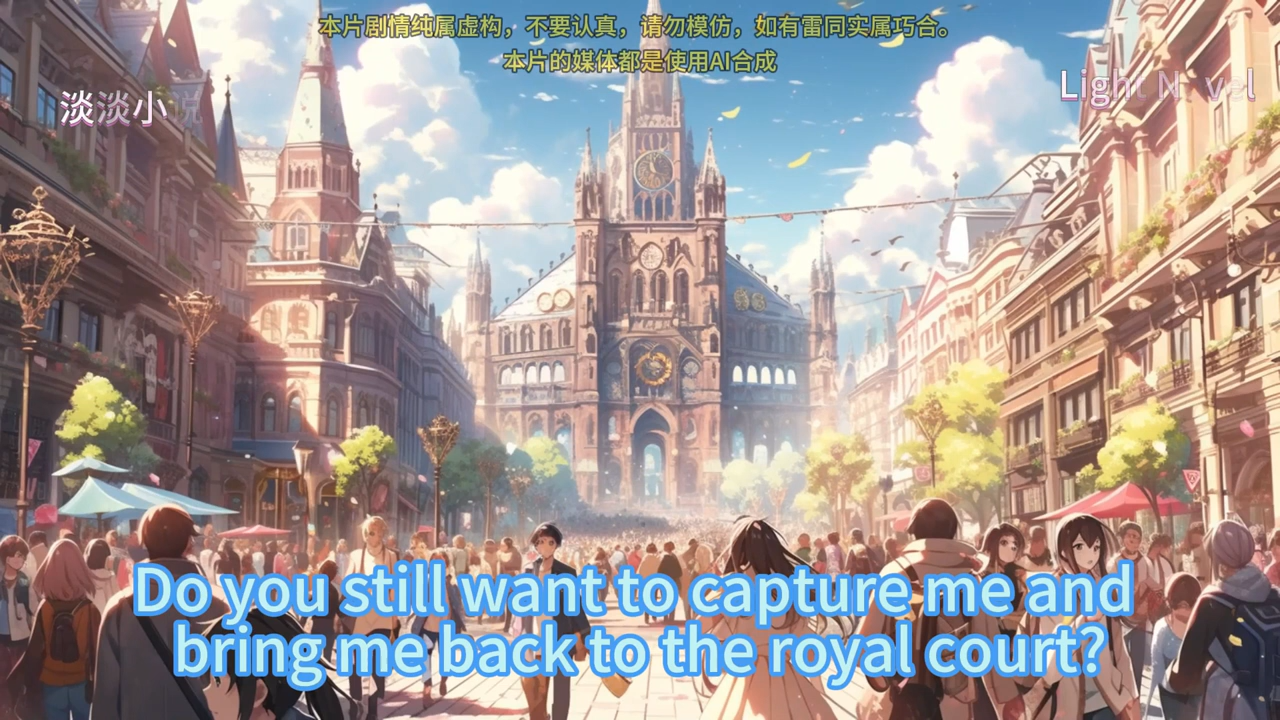 本片剧情纯属虚构，不要认真，请勿模仿，如有雷同实属巧合。
本片的媒体都是使用AI合成
淡淡小说
Light N vel
Do you still want to capture me and
bring me back to the royal court?